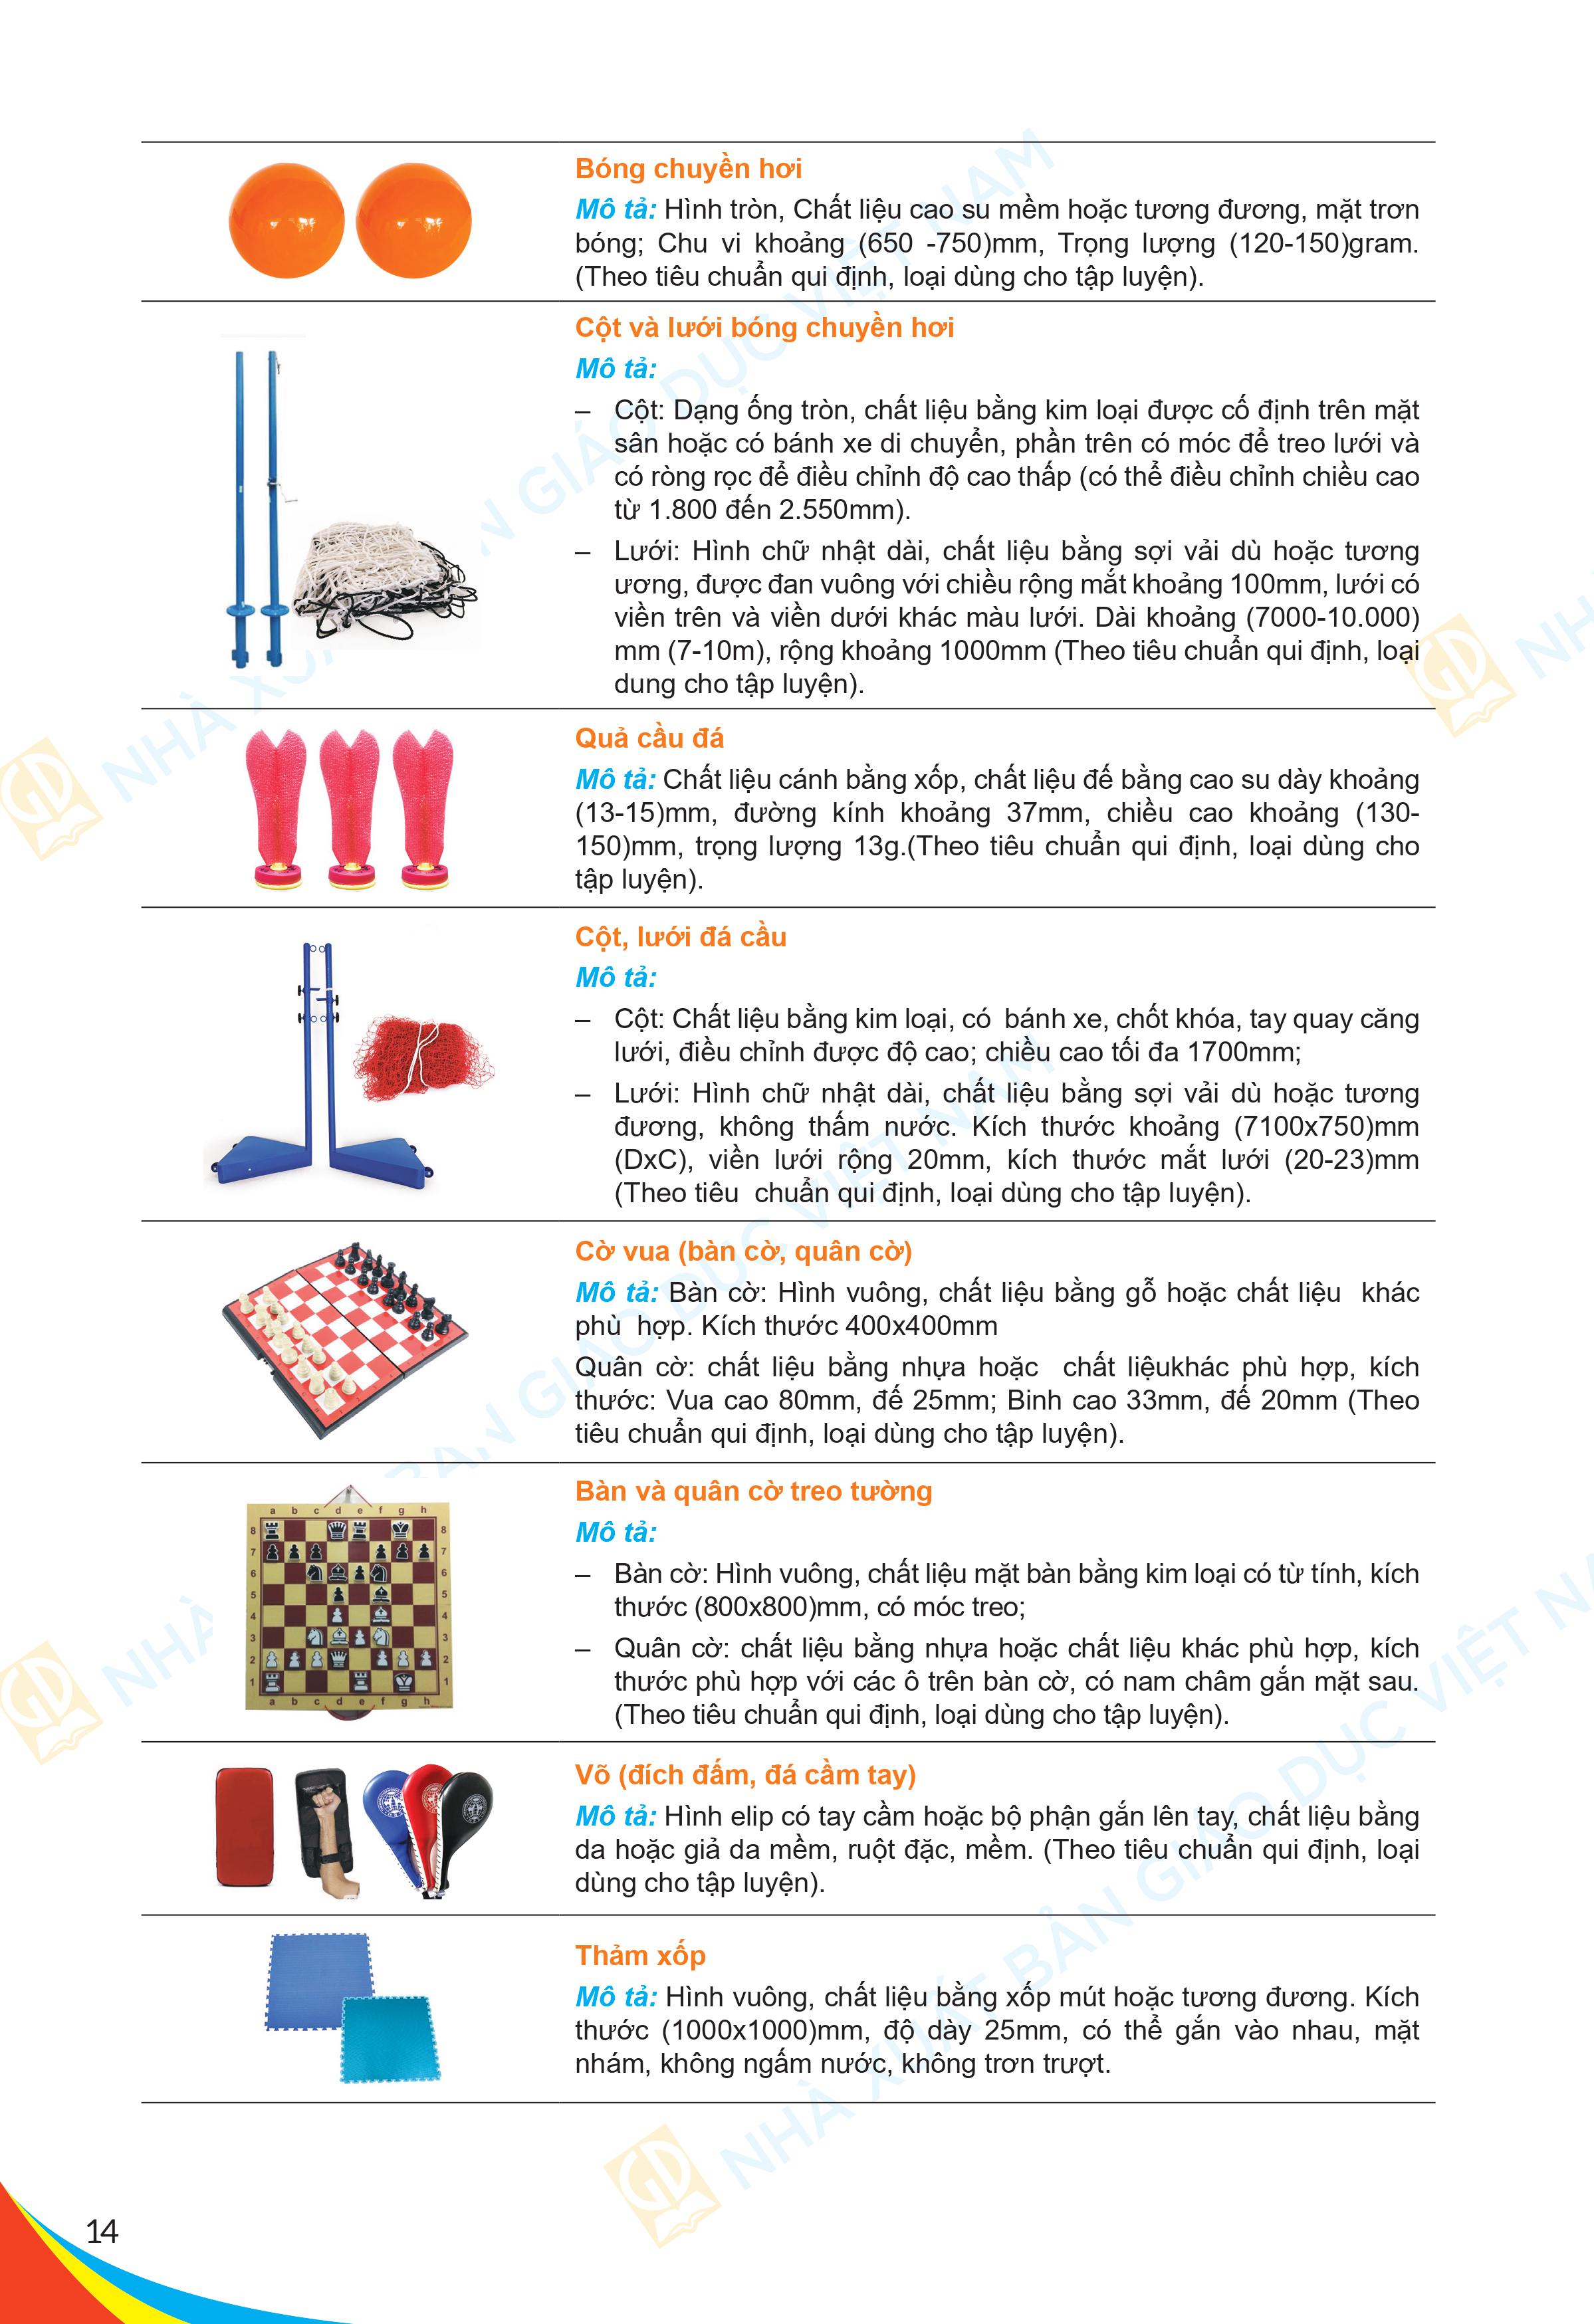 Bóng chuyền hơi
Mô tả: Hình tròn, Chất liệu cao su mềm hoặc tương đương, mặt trơn
bóng; Chu vi khoảng (650 -750)mm, Trọng lượng (120-150)gram.
(Theo tiêu chuẩn qui định, loại dùng cho tập luyện).
Cột và lưới bóng chuyền hơi
Mô tả:
– Cột: Dạng ống tròn, chất liệu bằng kim loại được cố định trên mặt
sân hoặc có bánh xe di chuyển, phần trên có móc để treo lưới và
có ròng rọc để điều chỉnh độ cao thấp (có thể điều chỉnh chiều cao
từ 1.800 đến 2.550mm).
– Lưới: Hình chữ nhật dài, chất liệu bằng sợi vải dù hoặc tương
ương, được đan vuông với chiều rộng mắt khoảng 100mm, lưới có
viền trên và viền dưới khác màu lưới. Dài khoảng (7000-10.000)
mm (7-10m), rộng khoảng 1000mm (Theo tiêu chuẩn qui định, loại
dung cho tập luyện).
Quả cầu đá
Mô tả: Chất liệu cánh bằng xốp, chất liệu đế bằng cao su dày khoảng
(13-15)mm, đường kính khoảng 37mm, chiều cao khoảng (130-
150)mm, trọng lượng 13g.(Theo tiêu chuẩn qui định, loại dùng cho
tập luyện).
Cột, lưới đá cầu
Mô tả:
– Cột: Chất liệu bằng kim loại, có bánh xe, chốt khóa, tay quay căng
lưới, điều chỉnh được độ cao; chiều cao tối đa 1700mm;
– Lưới: Hình chữ nhật dài, chất liệu bằng sợi vải dù hoặc tương
đương, không thấm nước. Kích thước khoảng (7100x750)mm
(DxC), viền lưới rộng 20mm, kích thước mắt lưới (20-23)mm
(Theo tiêu chuẩn qui định, loại dùng cho tập luyện).
Cờ vua (bàn cờ, quân cờ)
Mô tả: Bàn cờ: Hình vuông, chất liệu bằng gỗ hoặc chất liệu khác
phù hợp. Kích thước 400x400mm
Quân cờ: chất liệu bằng nhựa hoặc chất liệukhác phù hợp, kích
thước: Vua cao 80mm, đế 25mm; Binh cao 33mm, đế 20mm (Theo
tiêu chuẩn qui định, loại dùng cho tập luyện).
a b c d e f g h
8 8
7 7
6 6
5 5
4 4
3 3
2 2
1 1
a b c d e f g h
Bàn và quân cờ treo tường
Mô tả:
– Bàn cờ: Hình vuông, chất liệu mặt bàn bằng kim loại có từ tính, kích
thước (800x800)mm, có móc treo;
– Quân cờ: chất liệu bằng nhựa hoặc chất liệu khác phù hợp, kích
thước phù hợp với các ô trên bàn cờ, có nam châm gắn mặt sau.
(Theo tiêu chuẩn qui định, loại dùng cho tập luyện).
Võ (đích đấm, đá cầm tay)
Mô tả: Hình elip có tay cầm hoặc bộ phận gắn lên tay, chất liệu bằng
da hoặc giả da mềm, ruột đặc, mềm. (Theo tiêu chuẩn qui định, loại
dùng cho tập luyện).
Thảm xốp
Mô tả: Hình vuông, chất liệu bằng xốp mút hoặc tương đương. Kích
thước (1000x1000)mm, độ dày 25mm, có thể gắn vào nhau, mặt
nhám, không ngấm nước, không trơn trượt.
NHÀ XUẤT BẢN GIÁO DỤC VIỆT NAM
14